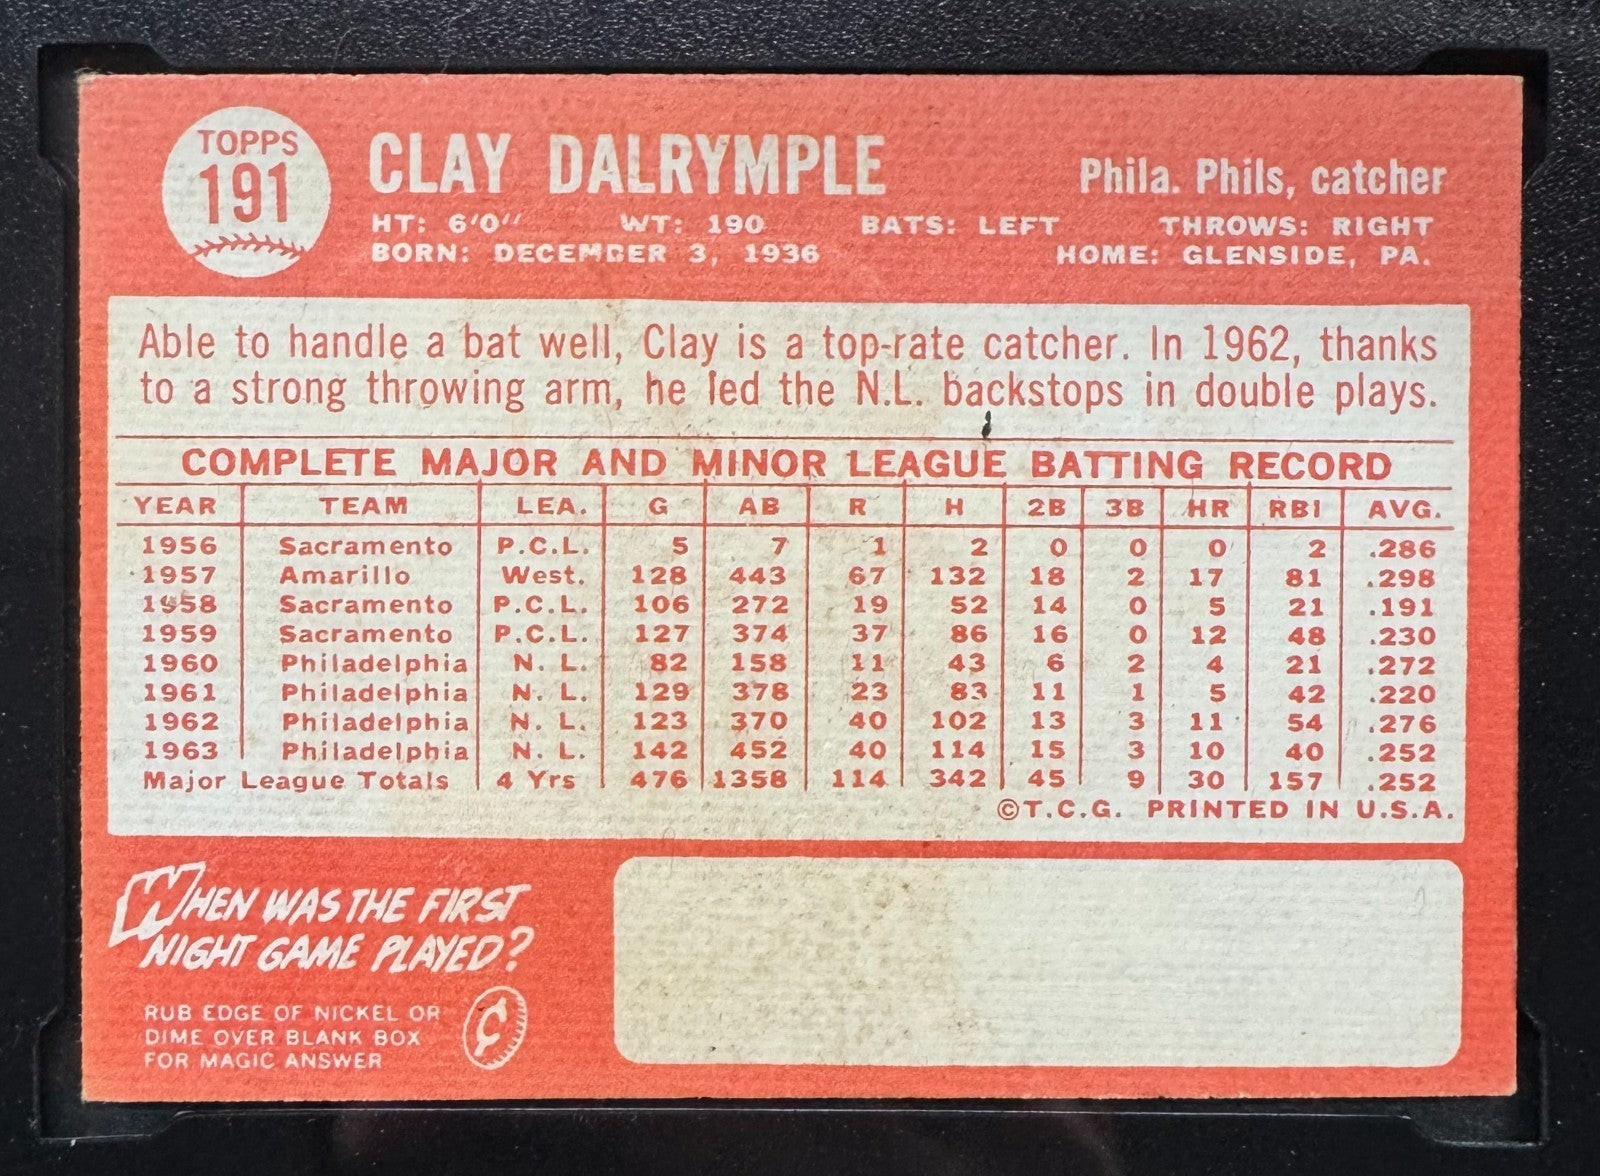 TOPPS
191
CLAY DALRYMPLE
Phila. Phils, catcher
HT: 6'0" WT: 190 BATS: LEFT THROWS: RIGHT
BORN: DECEMBER 3, 1936 HOME: GLENSIDE, PA.
Able to handle a bat well, Clay is a top-rate catcher. In 1962, thanks
to a strong throwing arm, he led the N.L. backstops in double plays.
COMPLETE MAJOR AND MINOR LEAGUE BATTING RECORD
YEAR TEAM LEA. G AB R H 2B 3B HR RBI AVG.
1956 Sacramento P.C.L. 5 7 1 2 0 0 0 2 .286
1957 Amarillo West. 128 443 67 132 18 2 17 81 .298
1958 Sacramento P.C.L. 106 272 19 52 14 0 5 21 .191
1959 Sacramento P.C.L. 127 374 37 86 16 0 12 48 .230
1960 Philadelphia N. L. 82 158 11 43 6 2 4 21 .272
1961 Philadelphia N. L. 129 378 23 83 11 1 5 42 .220
1962 Philadelphia N. L. 123 370 40 102 13 3 11 54 .276
1963 Philadelphia N. L. 142 452 40 114 15 3 10 40 .252
Major League Totals 4 Yrs 476 1358 114 342 45 9 30 157 .252
©T.C.G. PRINTED IN U.S.A.
WHEN WAS THE FIRST
NIGHT GAME PLAYED?
RUB EDGE OF NICKEL OR
DIME OVER BLANK BOX
FOR MAGIC ANSWER
¢